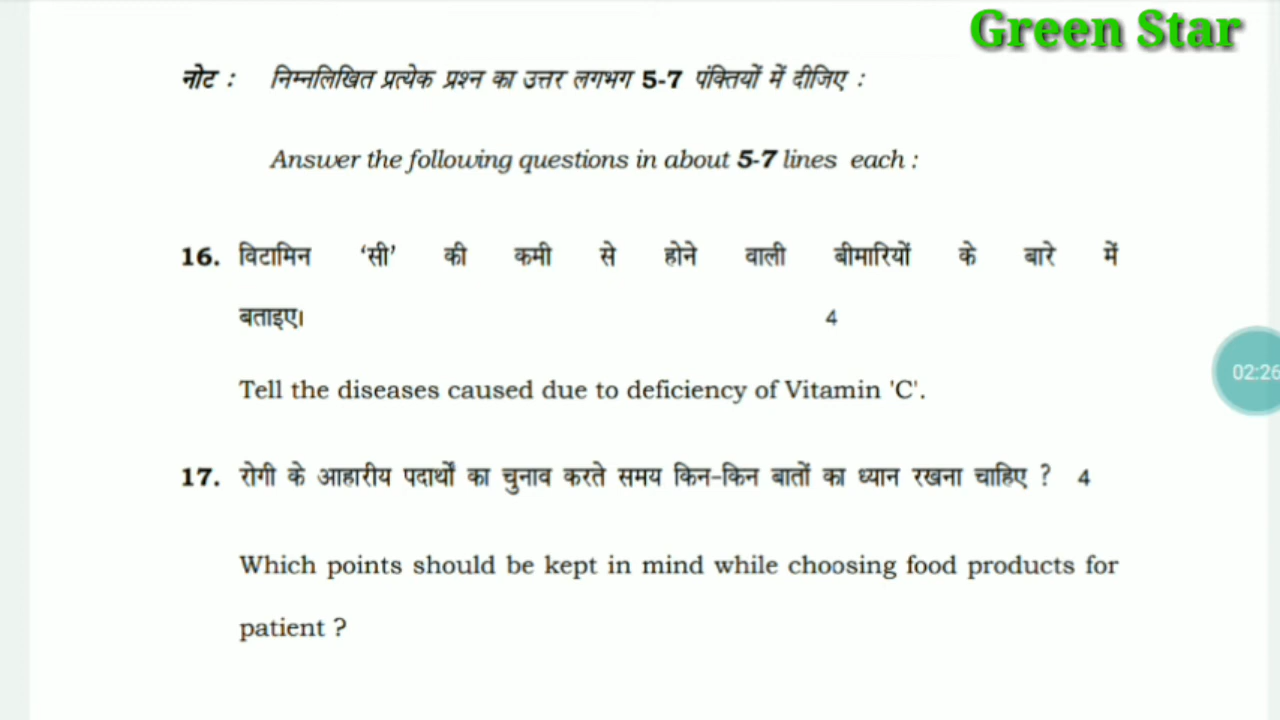 Green Star
नोट : निम्नलिखित प्रत्येक प्रश्न का उत्तर लगभग 5-7 पंक्तियों में दीजिए :
Answer the following questions in about 5-7 lines each :
16. विटामिन ‘सी’ की कमी से होने वाली बीमारियों के बारे में
बताइए। 4
Tell the diseases caused due to deficiency of Vitamin 'C'.
02:26
17. रोगी के आहारीय पदार्थों का चुनाव करते समय किन-किन बातों का ध्यान रखना चाहिए ? 4
Which points should be kept in mind while choosing food products for
patient ?